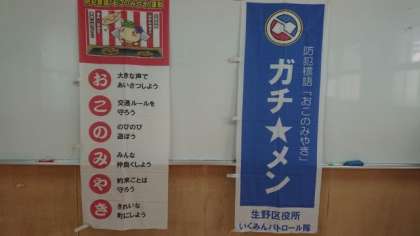 お
大きな声で
あいさつしよう
こ
交通ルールを
守ろう
の
のびのび
遊ぼう
み
みんな
仲良くしよう
や
約束ごとは
守ろう
き
きれいな
町にしよう
防犯標語「おこのみやき」
ガチ★メン
生野区役所
いくみんパトロール隊